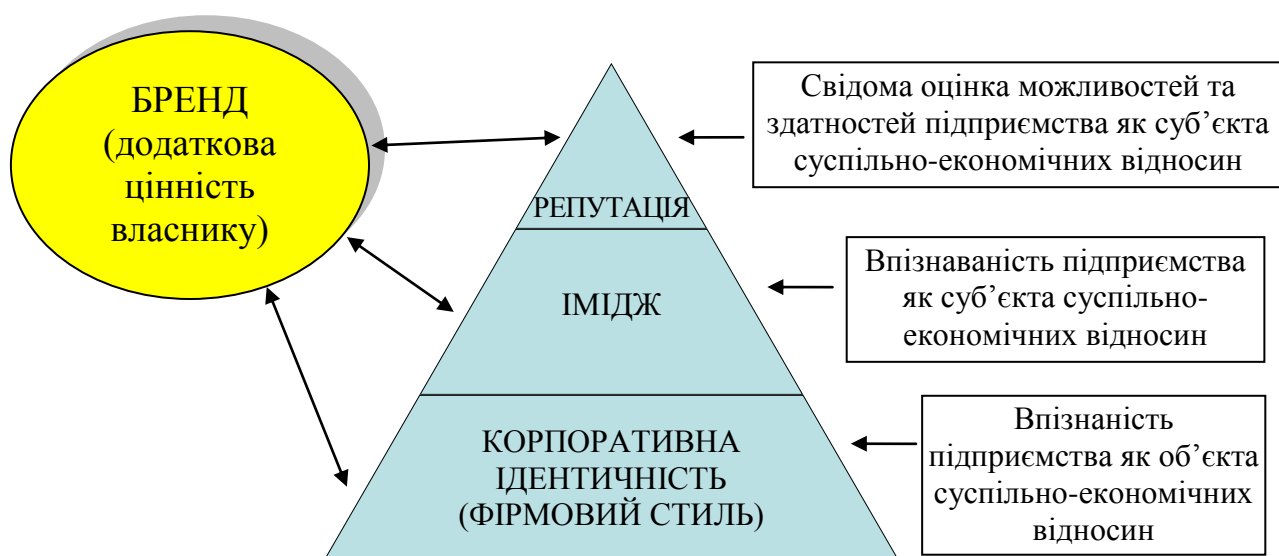 БРЕНД
(додаткова
цінність
власнику)
РЕПУТАЦІЯ
ІМІДЖ
КОРПОРАТИВНА
ІДЕНТИЧНІСТЬ
(ФІРМОВИЙ СТИЛЬ)
Свідома оцінка можливостей та
здатностей підприємства як суб’єкта
суспільно-економічних відносин
Впізнаваність підприємства
як суб’єкта суспільно-
економічних відносин
Впізнаність
підприємства як об’єкта
суспільно-економічних
відносин